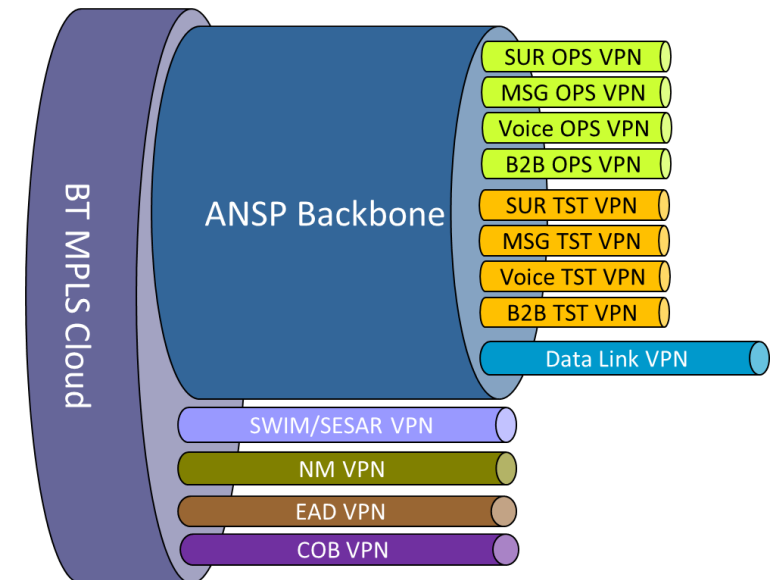 BT MPLS Cloud
ANSP Backbone
SUR OPS VPN
MSG OPS VPN
Voice OPS VPN
B2B OPS VPN
SUR TST VPN
MSG TST VPN
Voice TST VPN
B2B TST VPN
Data Link VPN
SWIM/SESAR VPN
NM VPN
EAD VPN
COB VPN